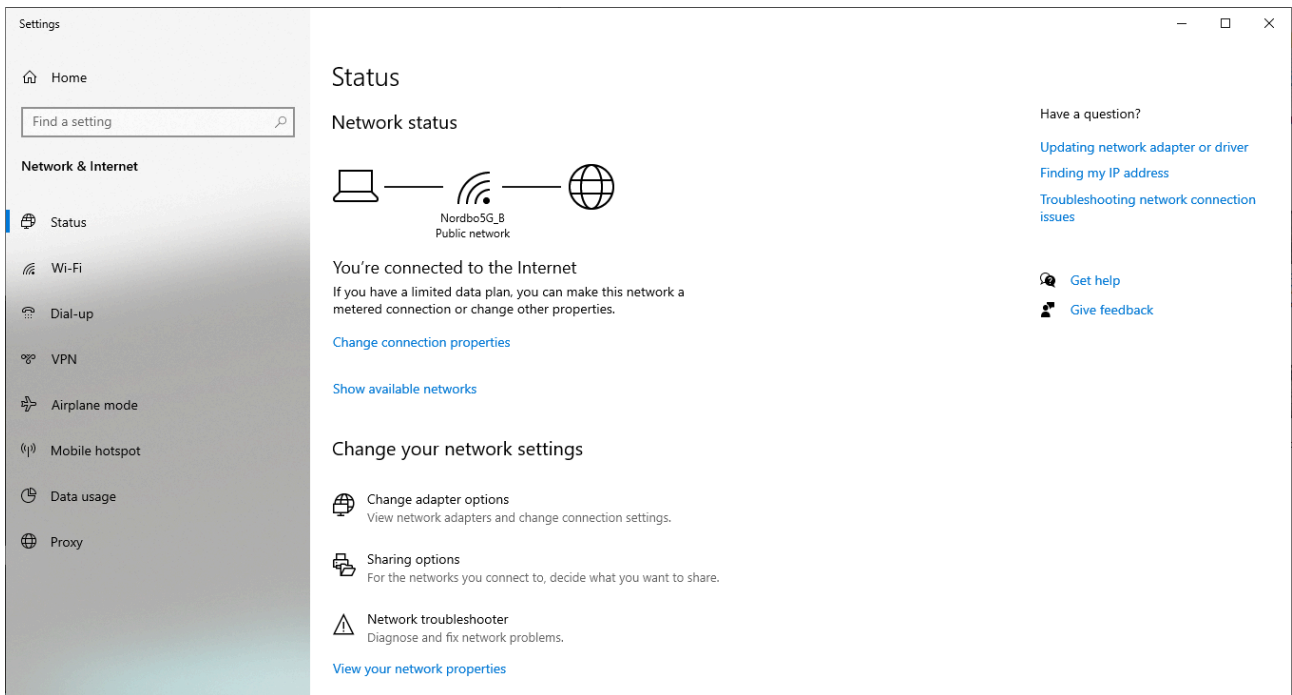 Settings
Home
Find a setting
Network & Internet
Status
Wi-Fi
Dial-up
VPN
Airplane mode
Mobile hotspot
Data usage
Proxy
Status
Network status
Nordbo5G_B
Public network
You're connected to the Internet
If you have a limited data plan, you can make this network a
metered connection or change other properties.
Change connection properties
Show available networks
Change your network settings
Change adapter options
View network adapters and change connection settings.
Sharing options
For the networks you connect to, decide what you want to share.
Network troubleshooter
Diagnose and fix network problems.
View your network properties
Have a question?
Updating network adapter or driver
Finding my IP address
Troubleshooting network connection
issues
Get help
Give feedback